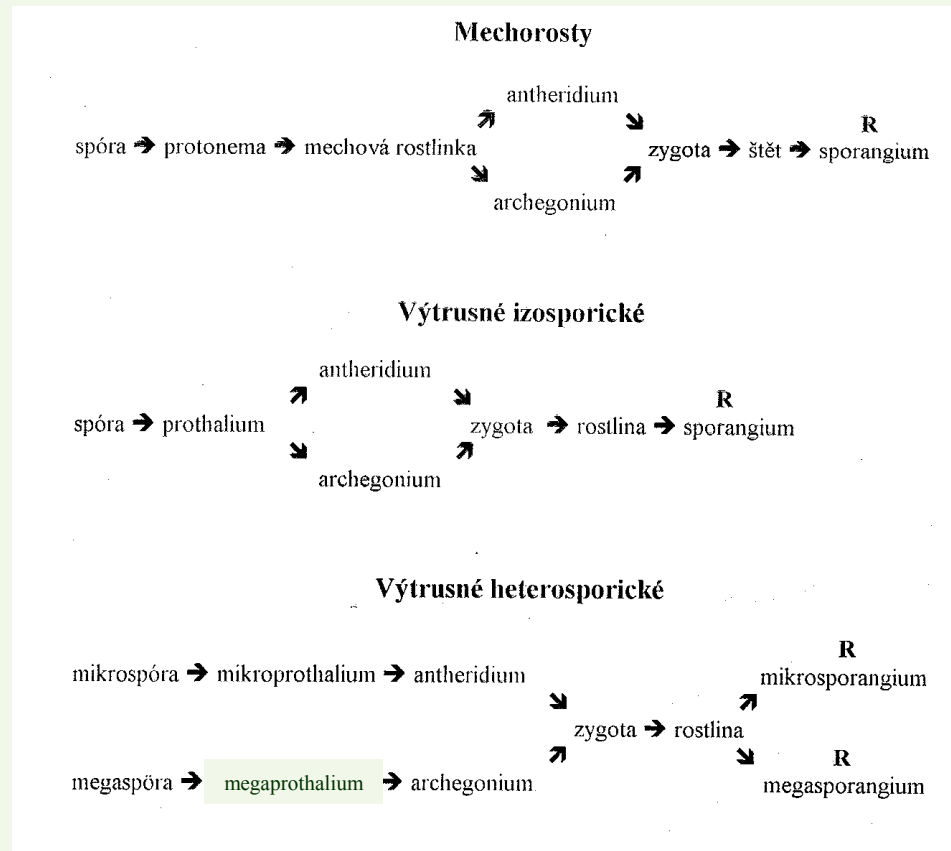 Mechorosty
antheridium
R
spóra ➔ protonema ➔ mechová rostlinka zygota ➔ štět ➔ sporangium
archegonium
Výtrusné izosporické
antheridium
R
spóra ➔ prothalium zygota ➔ rostlina ➔ sporangium
archegonium
Výtrusné heterosporické
R
mikrospóra ➔ mikroprothalium ➔ antheridium mikrosporangium
zygota ➔ rostlina
R
megaspóra ➔ megaprothalium ➔ archegonium megasporangium